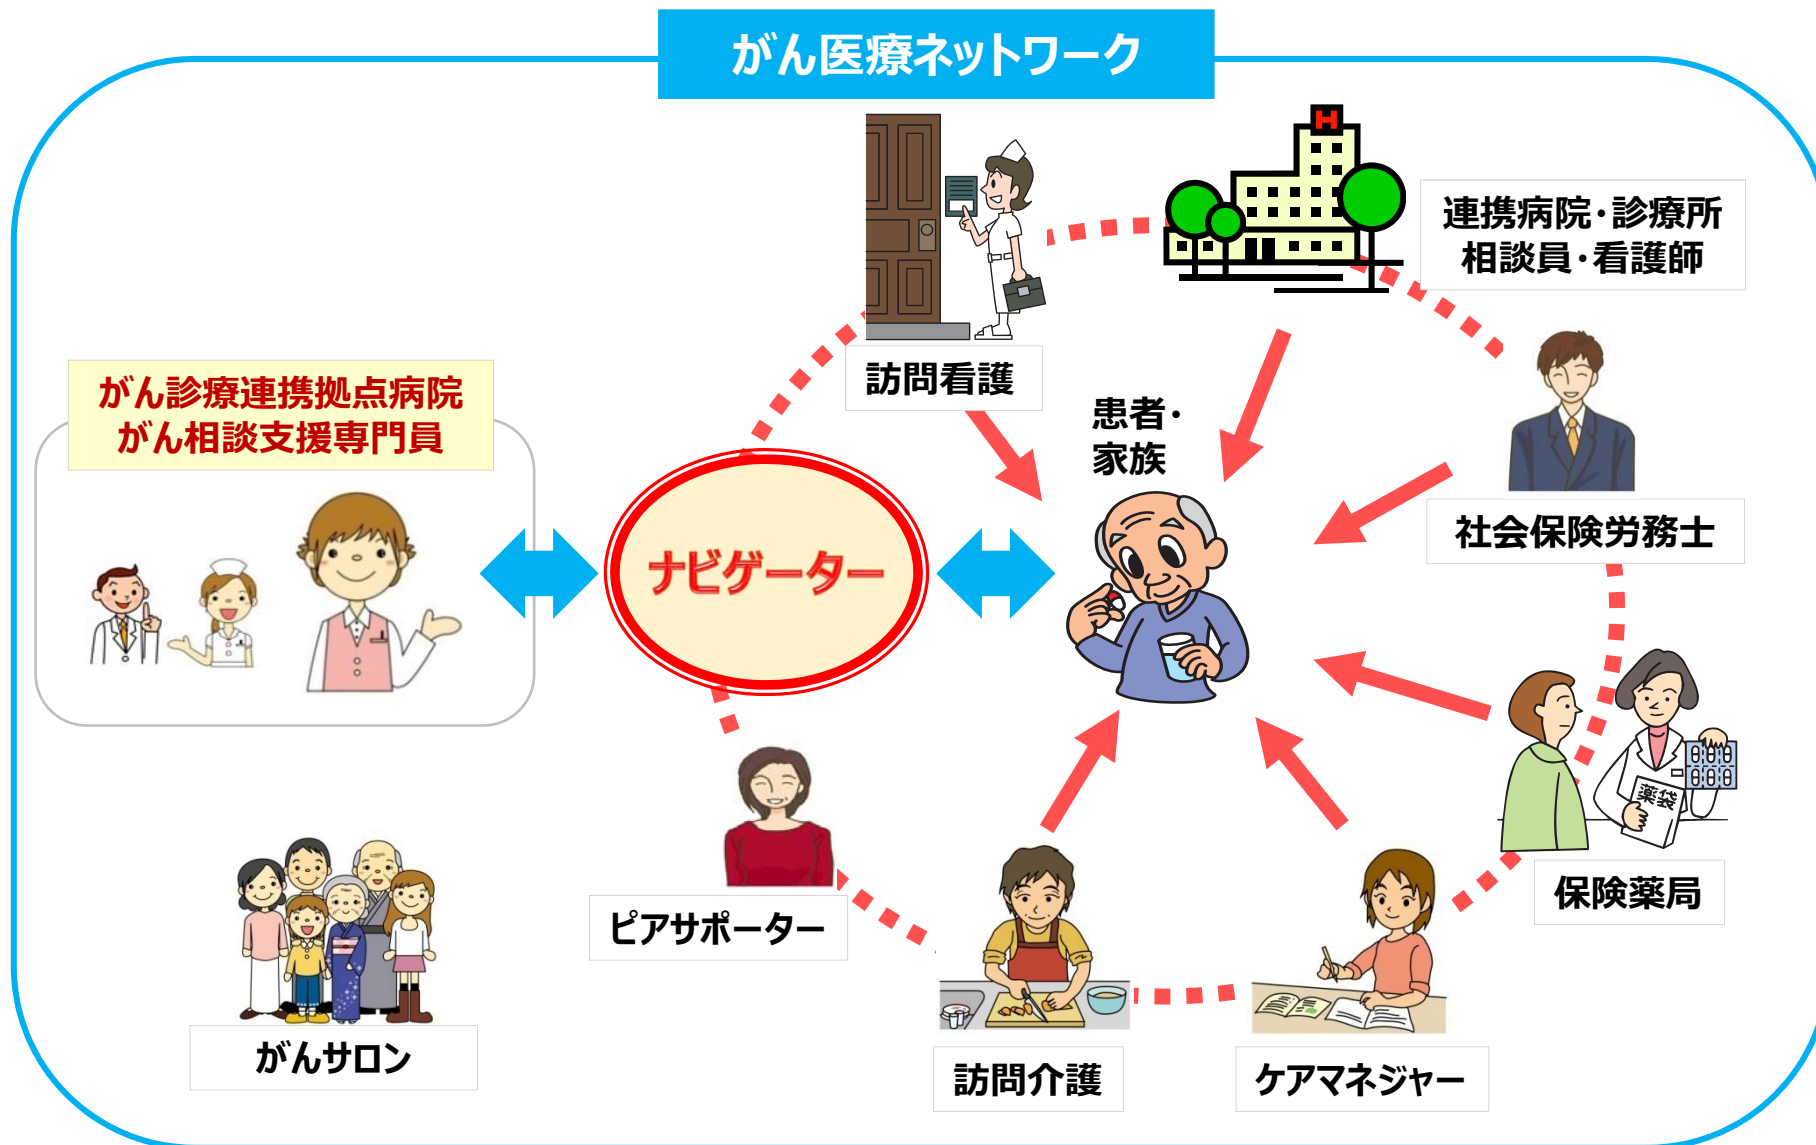 がん医療ネットワーク
連携病院・診療所
相談員・看護師
訪問看護
がん診療連携拠点病院
がん相談支援専門員
患者・
家族
社会保険労務士
ナビゲーター
薬袋
保険薬局
ピアサポーター
がんサロン
訪問介護
ケアマネジャー
H